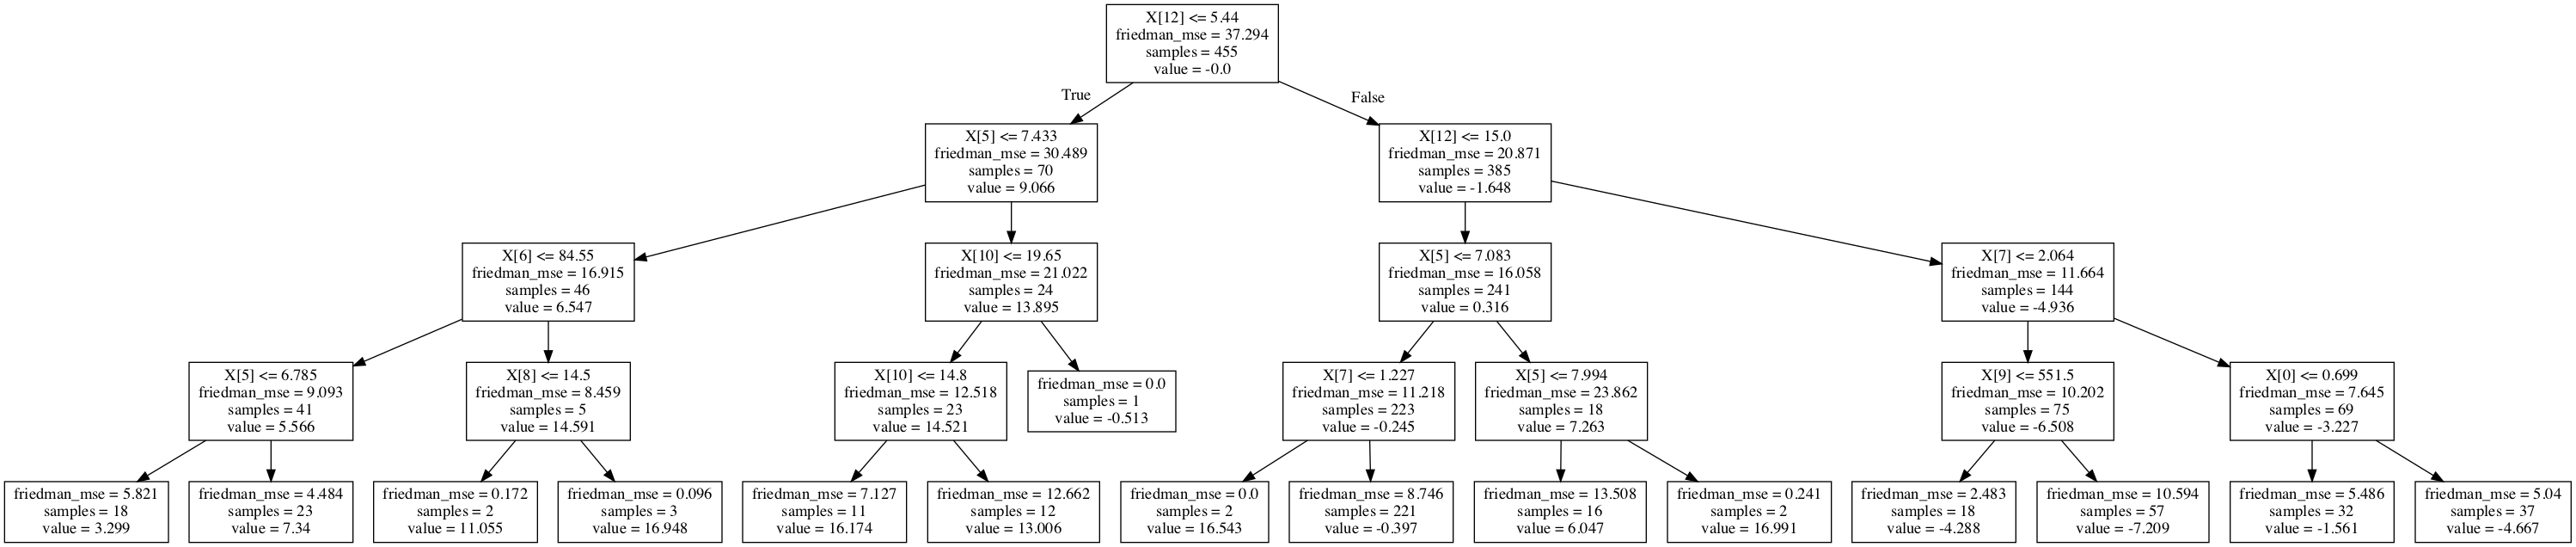 X[12] <= 5.44
friedman_mse = 37.294
samples = 455
value = -0.0
True
False
X[5] <= 7.433
friedman_mse = 30.489
samples = 70
value = 9.066
X[12] <= 15.0
friedman_mse = 20.871
samples = 385
value = -1.648
X[6] <= 84.55
friedman_mse = 16.915
samples = 46
value = 6.547
X[10] <= 19.65
friedman_mse = 21.022
samples = 24
value = 13.895
X[5] <= 7.083
friedman_mse = 16.058
samples = 241
value = 0.316
X[7] <= 2.064
friedman_mse = 11.664
samples = 144
value = -4.936
X[5] <= 6.785
friedman_mse = 9.093
samples = 41
value = 5.566
X[8] <= 14.5
friedman_mse = 8.459
samples = 5
value = 14.591
X[10] <= 14.8
friedman_mse = 12.518
samples = 23
value = 14.521
friedman_mse = 0.0
samples = 1
value = -0.513
X[7] <= 1.227
friedman_mse = 11.218
samples = 223
value = -0.245
X[5] <= 7.994
friedman_mse = 23.862
samples = 18
value = 7.263
X[9] <= 551.5
friedman_mse = 10.202
samples = 75
value = -6.508
X[0] <= 0.699
friedman_mse = 7.645
samples = 69
value = -3.227
friedman_mse = 5.821
samples = 18
value = 3.299
friedman_mse = 4.484
samples = 23
value = 7.34
friedman_mse = 0.172
samples = 2
value = 11.055
friedman_mse = 0.096
samples = 3
value = 16.948
friedman_mse = 7.127
samples = 11
value = 16.174
friedman_mse = 12.662
samples = 12
value = 13.006
friedman_mse = 0.0
samples = 2
value = 16.543
friedman_mse = 8.746
samples = 221
value = -0.397
friedman_mse = 13.508
samples = 16
value = 6.047
friedman_mse = 0.241
samples = 2
value = 16.991
friedman_mse = 2.483
samples = 18
value = -4.288
friedman_mse = 10.594
samples = 57
value = -7.209
friedman_mse = 5.486
samples = 32
value = -1.561
friedman_mse = 5.04
samples = 37
value = -4.667